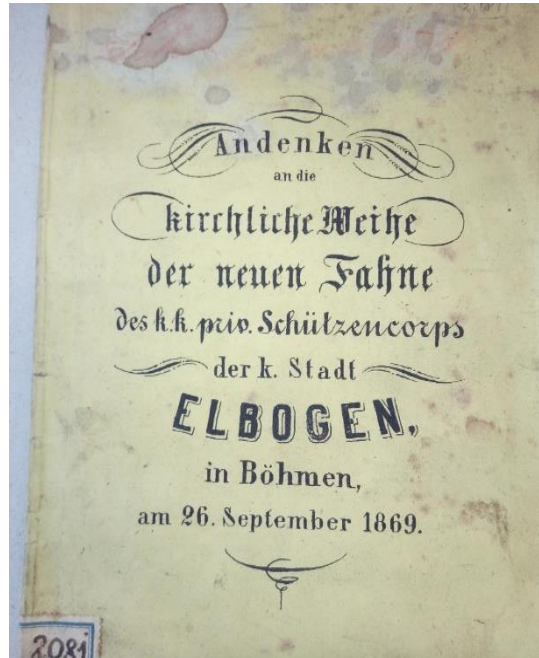 Andenken
an die
kirchliche Weihe
der neuen Fahne
des k.k. priv. Schützencorps
der k. Stadt
ELBOGEN,
in Böhmen,
am 26. September 1869.
2081